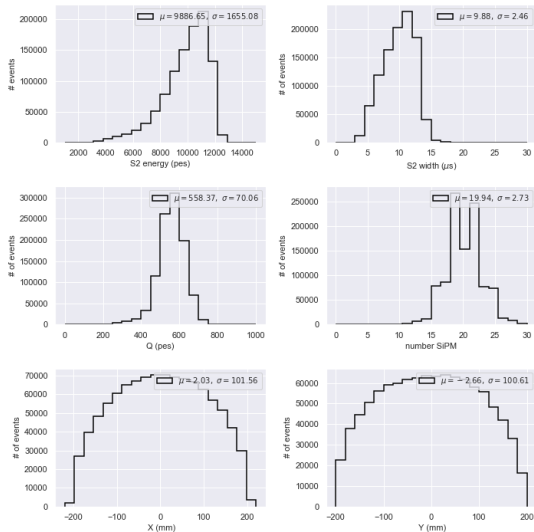 200000
150000
100000
50000
0
# events
μ=9886.65, σ=1655.08
2000 4000 6000 8000 10000 12000 14000
S2 energy (pes)
200000
150000
100000
50000
0
# of events
μ=9.88, σ=2.46
0 5 10 15 20 25 30
S2 width (μs)
300000
250000
200000
150000
100000
50000
0
# of events
μ=558.37, σ=70.06
0 200 400 600 800 1000
Q (pes)
250000
200000
150000
100000
50000
0
# of events
μ=19.94, σ=2.73
0 5 10 15 20 25 30
number SiPM
70000
60000
50000
40000
30000
20000
10000
0
# of events
μ=2.03, σ=101.56
−200 −100 0 100 200
X (mm)
60000
50000
40000
30000
20000
10000
0
# of events
μ=−2.66, σ=100.61
−200 −100 0 100 200
Y (mm)